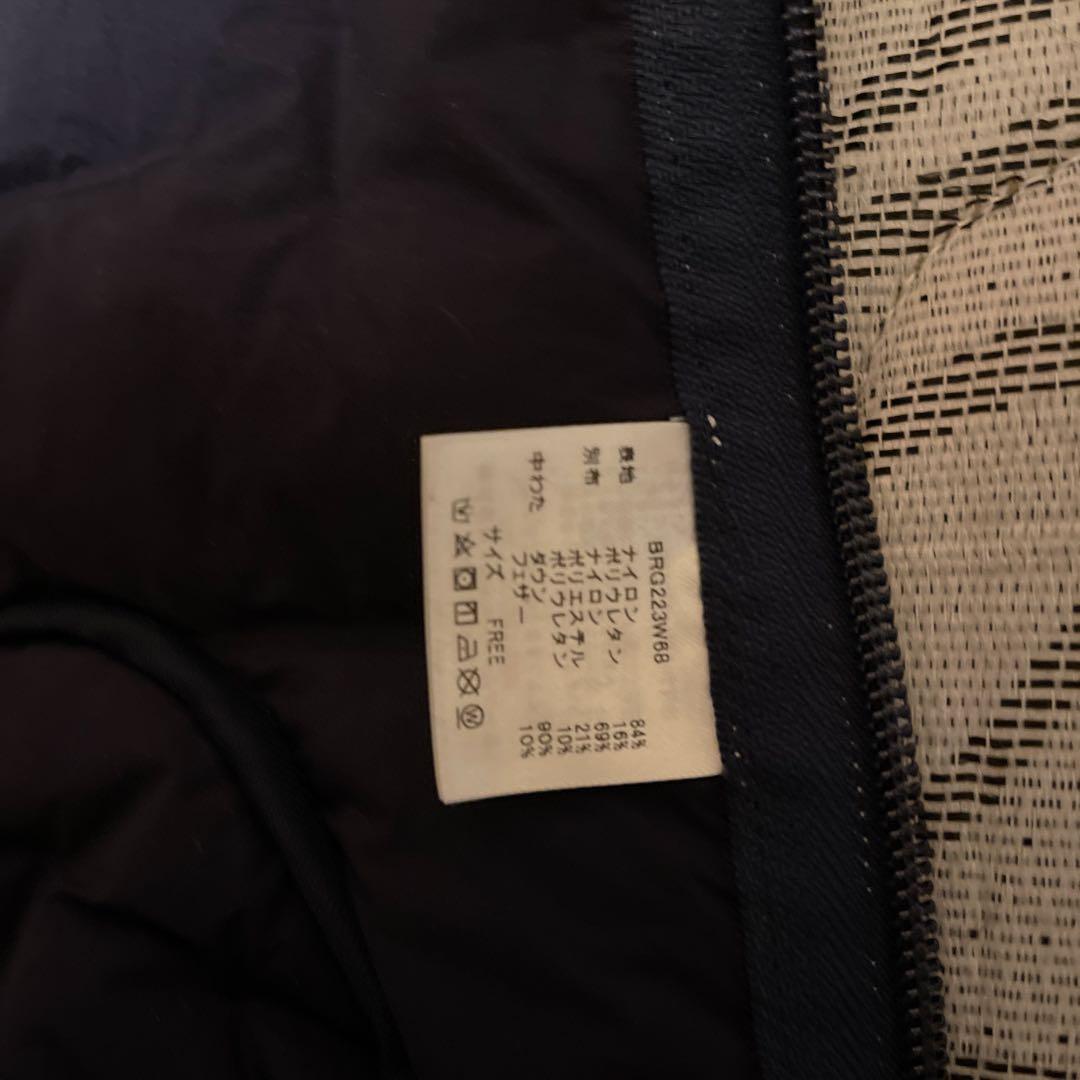 BRG223W68
表地 ナイロン 84%
ポリウレタン 16%
別布 ナイロン 69%
ポリエステル 21%
ポリウレタン 10%
中わた ダウン 90%
フェザー 10%
サイズ FREE